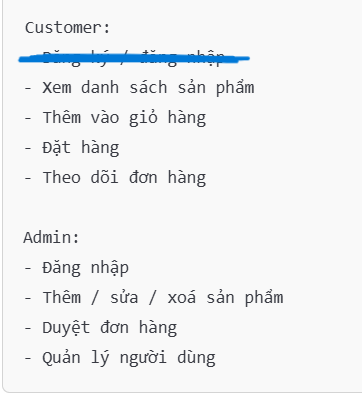 Customer:
- Đăng ký / đăng nhập
- Xem danh sách sản phẩm
- Thêm vào giỏ hàng
- Đặt hàng
- Theo dõi đơn hàng
Admin:
- Đăng nhập
- Thêm / sửa / xoá sản phẩm
- Duyệt đơn hàng
- Quản lý người dùng